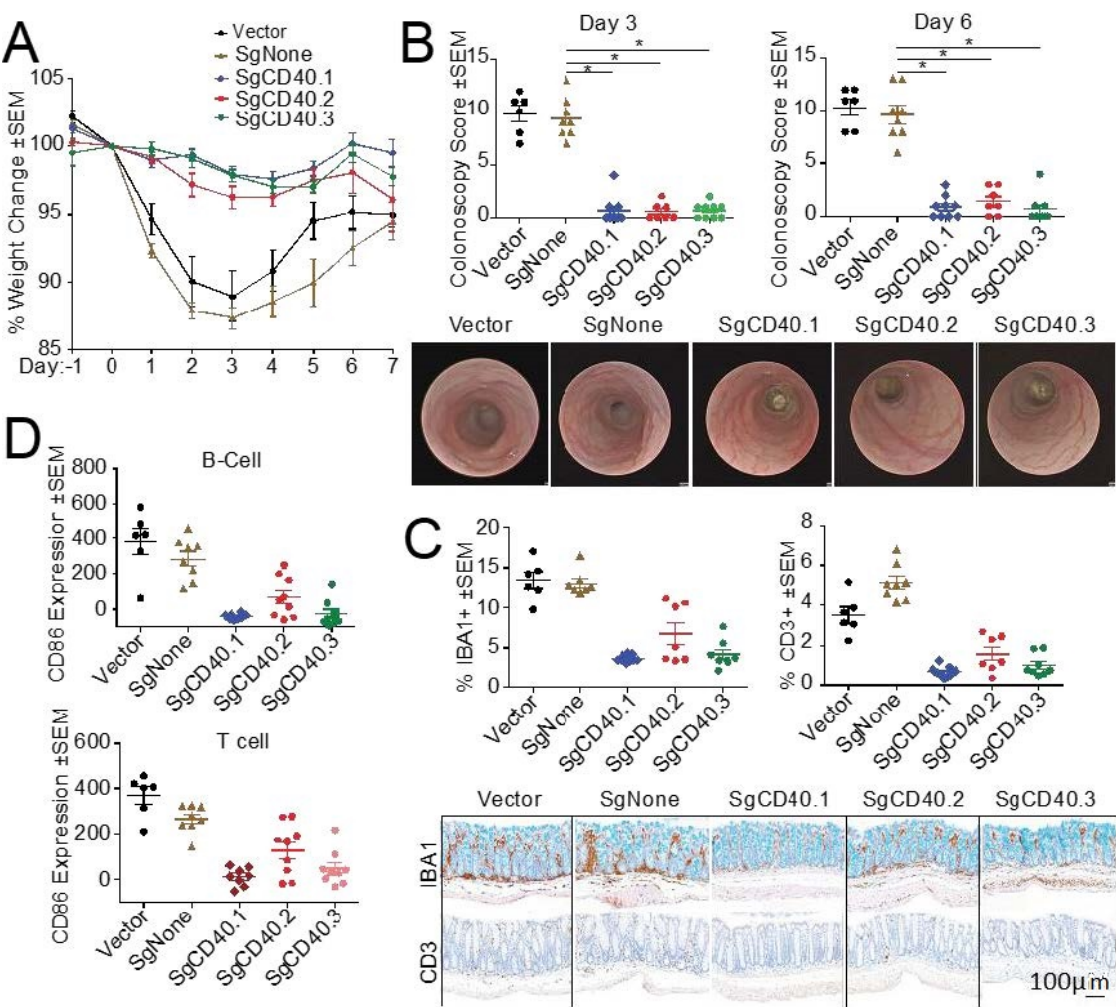 A
Vector
SgNone
SgCD40.1
SgCD40.2
SgCD40.3
% Weight Change ±SEM
105
100
95
90
85
Day:-1 0 1 2 3 4 5 6 7
B
Day 3
Colonoscopy Score ±SEM
15
10
5
0
* * *
Vector SgNone SgCD40.1 SgCD40.2 SgCD40.3
Day 6
Colonoscopy Score ±SEM
15
10
5
0
* * *
Vector SgNone SgCD40.1 SgCD40.2 SgCD40.3
Vector SgNone SgCD40.1 SgCD40.2 SgCD40.3
D
B-Cell
CD86 Expression ±SEM
800
600
400
200
0
Vector SgNone SgCD40.1 SgCD40.2 SgCD40.3
T cell
CD86 Expression ±SEM
600
400
200
0
Vector SgNone SgCD40.1 SgCD40.2 SgCD40.3
C
% IBA1+ ±SEM
20
15
10
5
0
Vector SgNone SgCD40.1 SgCD40.2 SgCD40.3
% CD3+ ±SEM
8
6
4
2
0
Vector SgNone SgCD40.1 SgCD40.2 SgCD40.3
Vector SgNone SgCD40.1 SgCD40.2 SgCD40.3
IBA1
CD3
100µm